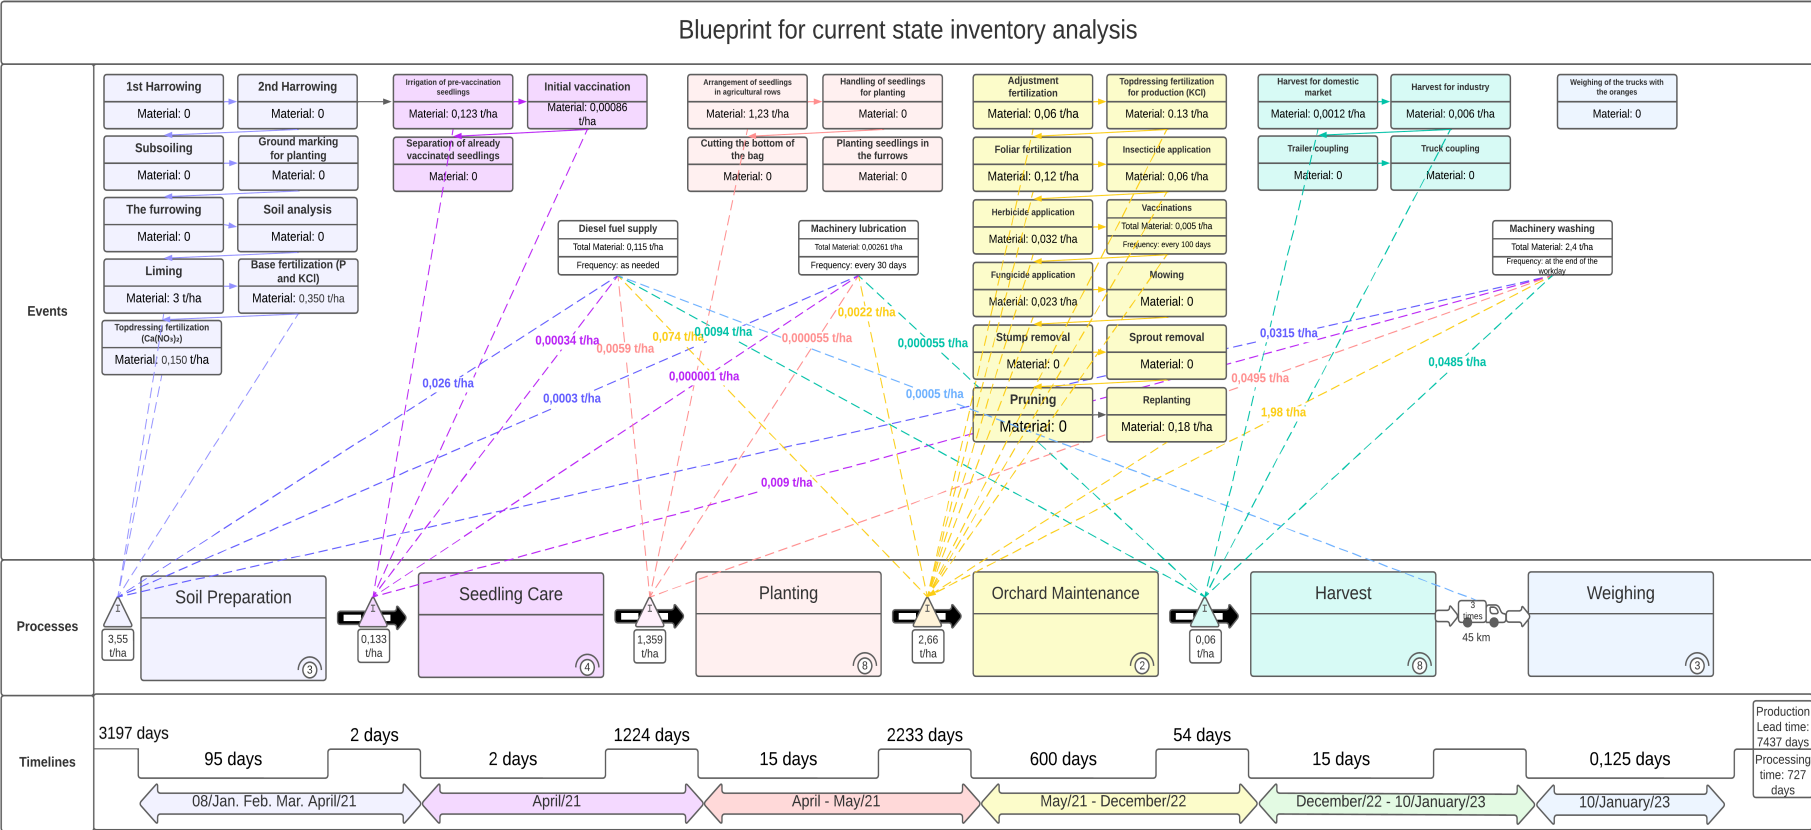 Blueprint for current state inventory analysis
Events
1st Harrowing
Material: 0
2nd Harrowing
Material: 0
Subsoiling
Material: 0
Ground marking
for planting
Material: 0
The furrowing
Material: 0
Soil analysis
Material: 0
Liming
Material: 3 t/ha
Base fertilization (P
and KCl)
Material: 0,350 t/ha
Topdressing fertilization
(Ca(NO₃)₂)
Material: 0,150 t/ha
Irrigation of pre-vaccination
seedlings
Material: 0,123 t/ha
Initial vaccination
Material: 0,00086
t/ha
Separation of already
vaccinated seedlings
Material: 0
Arrangement of seedlings
in agricultural rows
Material: 1,23 t/ha
Handling of seedlings
for planting
Material: 0
Cutting the bottom of
the bag
Material: 0
Planting seedlings in
the furrows
Material: 0
Adjustment
fertilization
Material: 0,06 t/ha
Topdressing fertilization
for production (KCl)
Material: 0.13 t/ha
Foliar fertilization
Material: 0,12 t/ha
Insecticide application
Material: 0,06 t/ha
Herbicide application
Material: 0,032 t/ha
Vaccinations
Total Material: 0,005 t/ha
Frequency: every 100 days
Fungicide application
Material: 0,023 t/ha
Mowing
Material: 0
Stump removal
Material: 0
Sprout removal
Material: 0
Pruning
Material: 0
Replanting
Material: 0,18 t/ha
Harvest for domestic
market
Material: 0,0012 t/ha
Harvest for industry
Material: 0,006 t/ha
Trailer coupling
Material: 0
Truck coupling
Material: 0
Weighing of the trucks with
the oranges
Material: 0
Diesel fuel supply
Total Material: 0,115 t/ha
Frequency: as needed
Machinery lubrication
Total Material: 0,00261 t/ha
Frequency: every 30 days
Machinery washing
Total Material: 2,4 t/ha
Frequency: at the end of the
workday
0,026 t/ha
0,00034 t/ha
0,0059 t/ha
0,074 t/ha
0,0094 t/ha
0,0005 t/ha
0,0003 t/ha
0,000001 t/ha
0,000055 t/ha
0,0022 t/ha
0,000055 t/ha
0,0315 t/ha
0,009 t/ha
0,0495 t/ha
1,98 t/ha
0,0485 t/ha
Processes
I
3,55
t/ha
Soil Preparation
3
I
0,133
t/ha
Seedling Care
4
I
1,359
t/ha
Planting
8
I
2,66
t/ha
Orchard Maintenance
2
I
0,06
t/ha
Harvest
8
3
times
45 km
Weighing
3
Timelines
3197 days
95 days
2 days
2 days
1224 days
15 days
2233 days
600 days
54 days
15 days
0,125 days
08/Jan. Feb. Mar. April/21
April/21
April - May/21
May/21 - December/22
December/22 - 10/January/23
10/January/23
Production
Lead time:
7437 days
Processing
time: 727
days